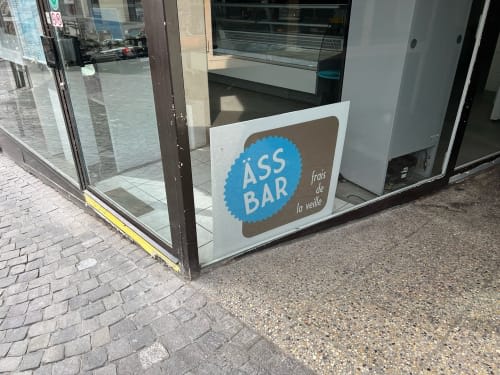 ÄSS
BAR
frais
de
la veille